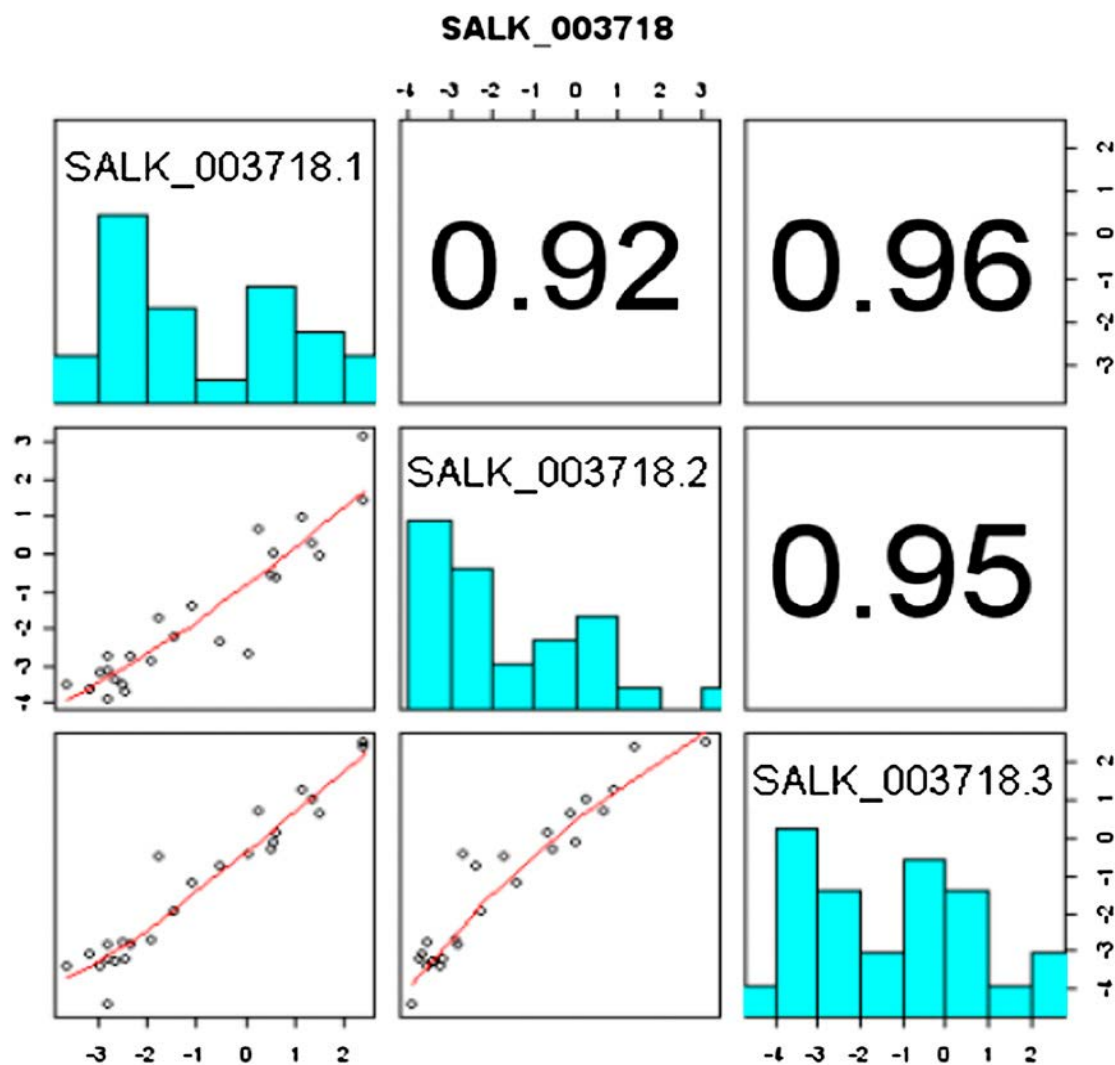 SALK_003718
-4 -3 -2 -1 0 1 2 3
SALK_003718.1
0.92
0.96
2 1 0 -1 -2 -3
3 2 1 0 -1 -2 -3 -4
SALK_003718.2
0.95
SALK_003718.3
2 1 0 -1 -2 -3 -4
-3 -2 -1 0 1 2
-4 -3 -2 -1 0 1 2